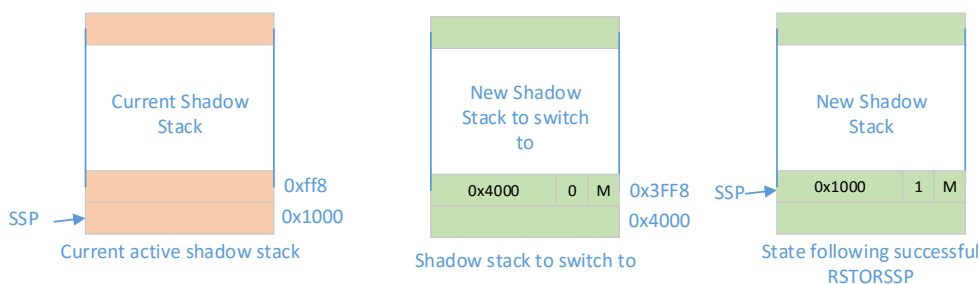 Current Shadow
Stack
0xff8
SSP
0x1000
Current active shadow stack
New Shadow
Stack to switch
to
0x4000 0 M 0x3FF8
0x4000
Shadow stack to switch to
New Shadow
Stack
SSP 0x1000 1 M
State following successful
RSTORSSP